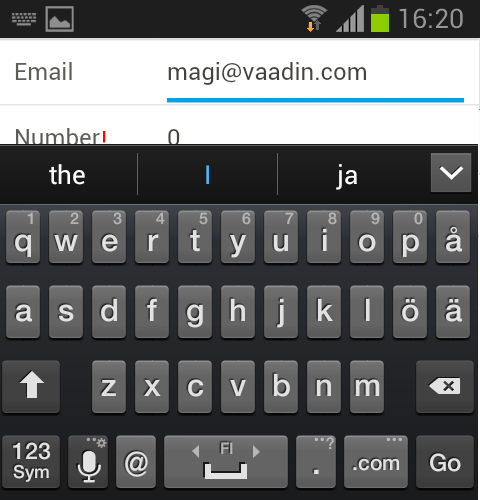 16:20
Email magi@vaadin.com
Number! 0
the I ja
1 2 3 4 5 6 7 8 9 0
q w e r t y u i o p å
a s d f g h j k l ö ä
z x c v b n m
123 Sym @ FI . ...? .com ... Go